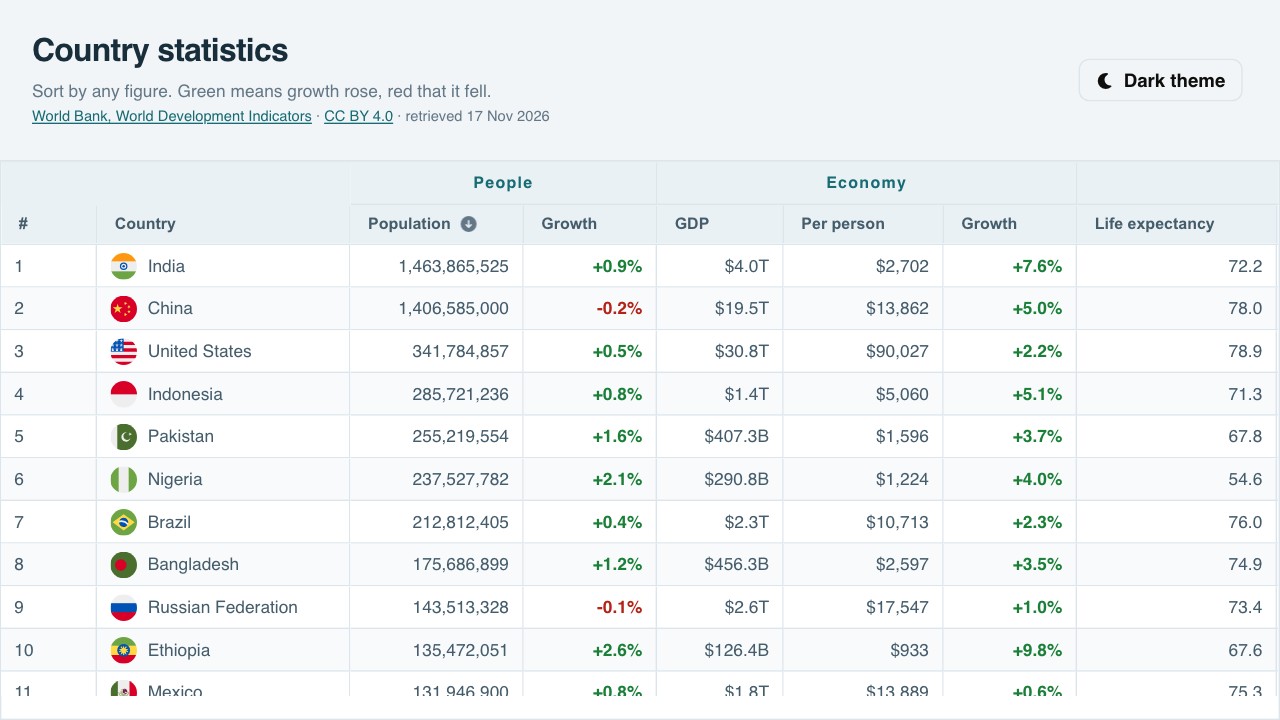 Country statistics
Sort by any figure. Green means growth rose, red that it fell.
World Bank, World Development Indicators · CC BY 4.0 · retrieved 17 Nov 2026
Dark theme
People Economy
# Country Population Growth GDP Per person Growth Life expectancy
1 India 1,463,865,525 +0.9% $4.0T $2,702 +7.6% 72.2
2 China 1,406,585,000 -0.2% $19.5T $13,862 +5.0% 78.0
3 United States 341,784,857 +0.5% $30.8T $90,027 +2.2% 78.9
4 Indonesia 285,721,236 +0.8% $1.4T $5,060 +5.1% 71.3
5 Pakistan 255,219,554 +1.6% $407.3B $1,596 +3.7% 67.8
6 Nigeria 237,527,782 +2.1% $290.8B $1,224 +4.0% 54.6
7 Brazil 212,812,405 +0.4% $2.3T $10,713 +2.3% 76.0
8 Bangladesh 175,686,899 +1.2% $456.3B $2,597 +3.5% 74.9
9 Russian Federation 143,513,328 -0.1% $2.6T $17,547 +1.0% 73.4
10 Ethiopia 135,472,051 +2.6% $126.4B $933 +9.8% 67.6
11 Mexico 131,946,900 +0.8% $1.8T $13,889 +0.6% 75.3